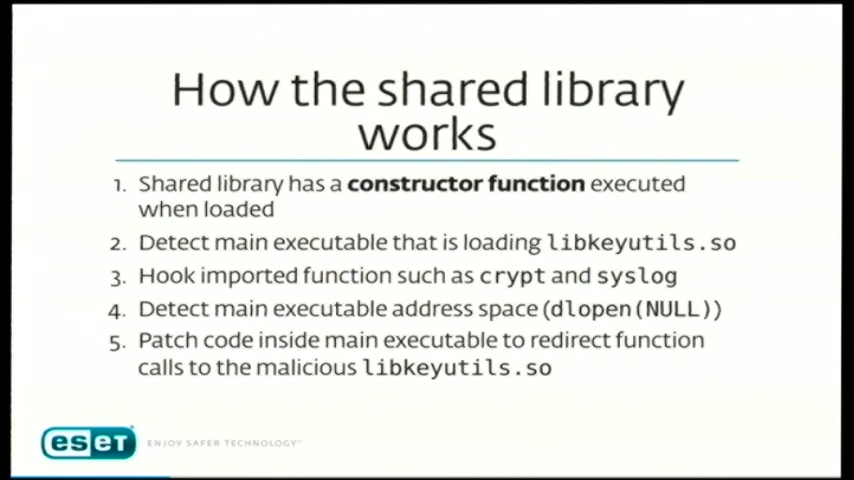 How the shared library
works
1. Shared library has a constructor function executed
when loaded
2. Detect main executable that is loading libkeyutils.so
3. Hook imported function such as crypt and syslog
4. Detect main executable address space (dlopen(NULL))
5. Patch code inside main executable to redirect function
calls to the malicious libkeyutils.so
eseT ENJOY SAFER TECHNOLOGY™